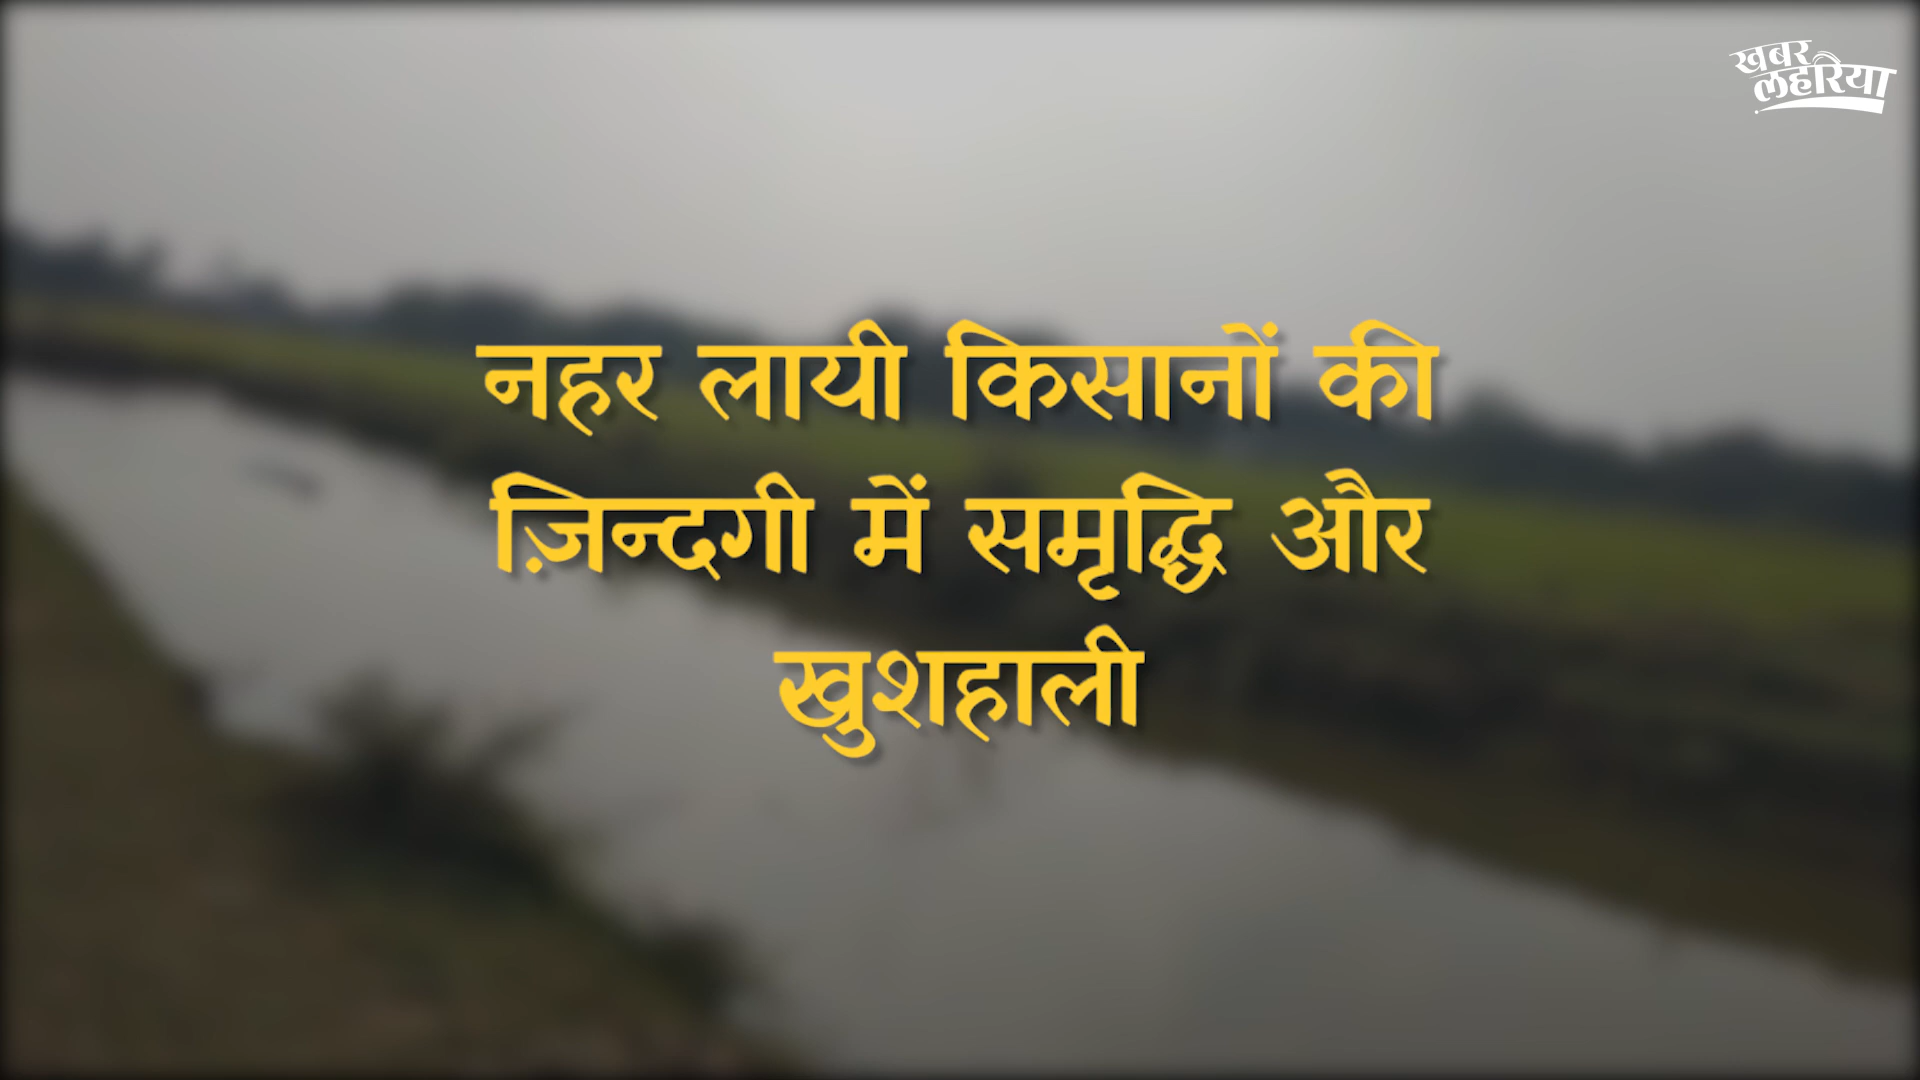 खबर
लहरिया
नहर लायी किसानों की
ज़िन्दगी में समृद्धि और
खुशहाली